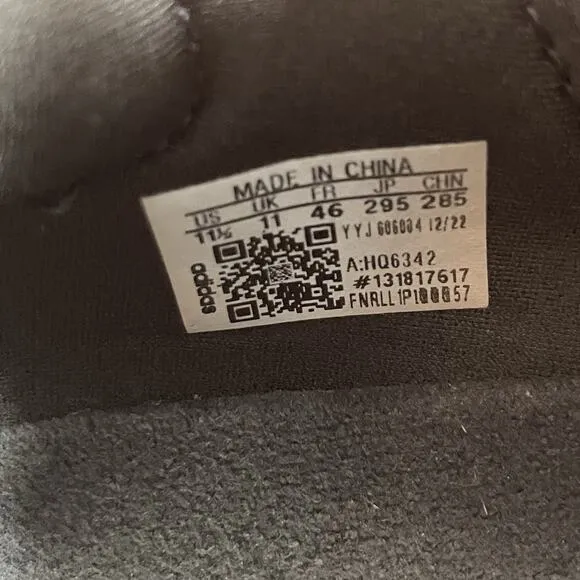 MADE IN CHINA
US UK FR JP CHN
11½ 11 46 295 285
YYJ 606004 12/22
A:HQ6342
#131817617
adidas